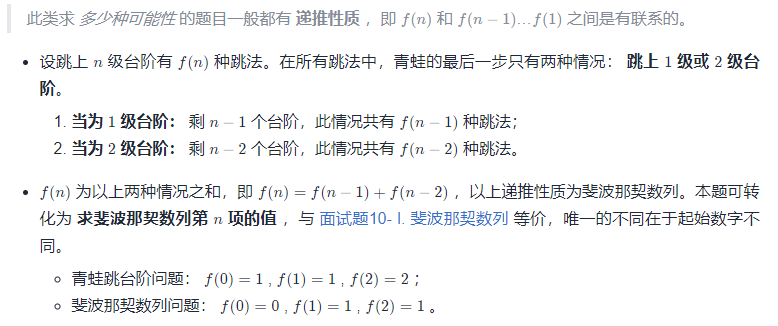 此类求 多少种可能性 的题目一般都有 递推性质 ，即 f(n) 和 f(n−1)…f(1) 之间是有联系的。
• 设跳上 n 级台阶有 f(n) 种跳法。在所有跳法中，青蛙的最后一步只有两种情况： 跳上 1 级或 2 级台
阶。
1. 当为 1 级台阶： 剩 n−1 个台阶，此情况共有 f(n−1) 种跳法；
2. 当为 2 级台阶： 剩 n−2 个台阶，此情况共有 f(n−2) 种跳法。
• f(n) 为以上两种情况之和，即 f(n)=f(n−1)+f(n−2) ，以上递推性质为斐波那契数列。本题可转
化为 求斐波那契数列第 n 项的值 ，与 面试题10- I. 斐波那契数列 等价，唯一的不同在于起始数字不
同。
◦ 青蛙跳台阶问题： f(0)=1 , f(1)=1 , f(2)=2 ；
◦ 斐波那契数列问题： f(0)=0 , f(1)=1 , f(2)=1 。